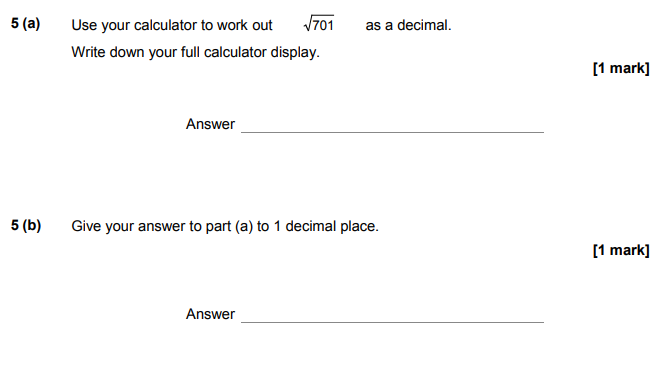 5 (a) Use your calculator to work out √701 as a decimal.
Write down your full calculator display.
[1 mark]
Answer
5 (b) Give your answer to part (a) to 1 decimal place.
[1 mark]
Answer